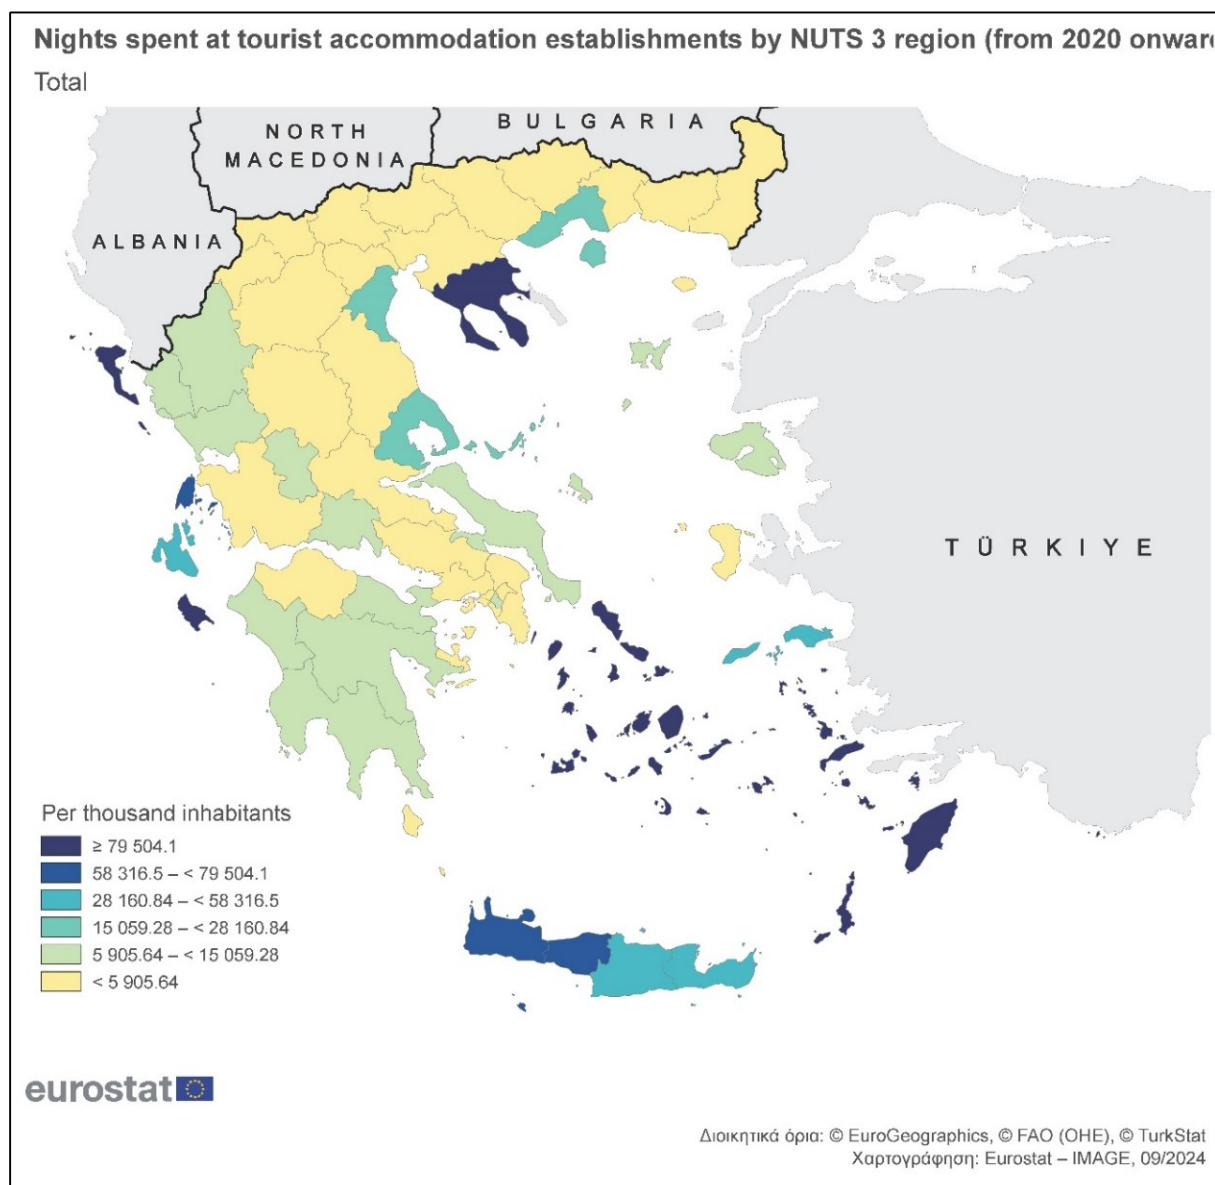 Nights spent at tourist accommodation establishments by NUTS 3 region (from 2020 onwar
Total
BULGARIA
NORTH
MACEDONIA
ALBANIA
TÜRKIYE
Per thousand inhabitants
≥ 79 504.1
58 316.5 – < 79 504.1
28 160.84 – < 58 316.5
15 059.28 – < 28 160.84
5 905.64 – < 15 059.28
< 5 905.64
eurostat
Διοικητικά όρια: © EuroGeographics, © FAO (OHE), © TurkStat
Χαρτογράφηση: Eurostat – IMAGE, 09/2024